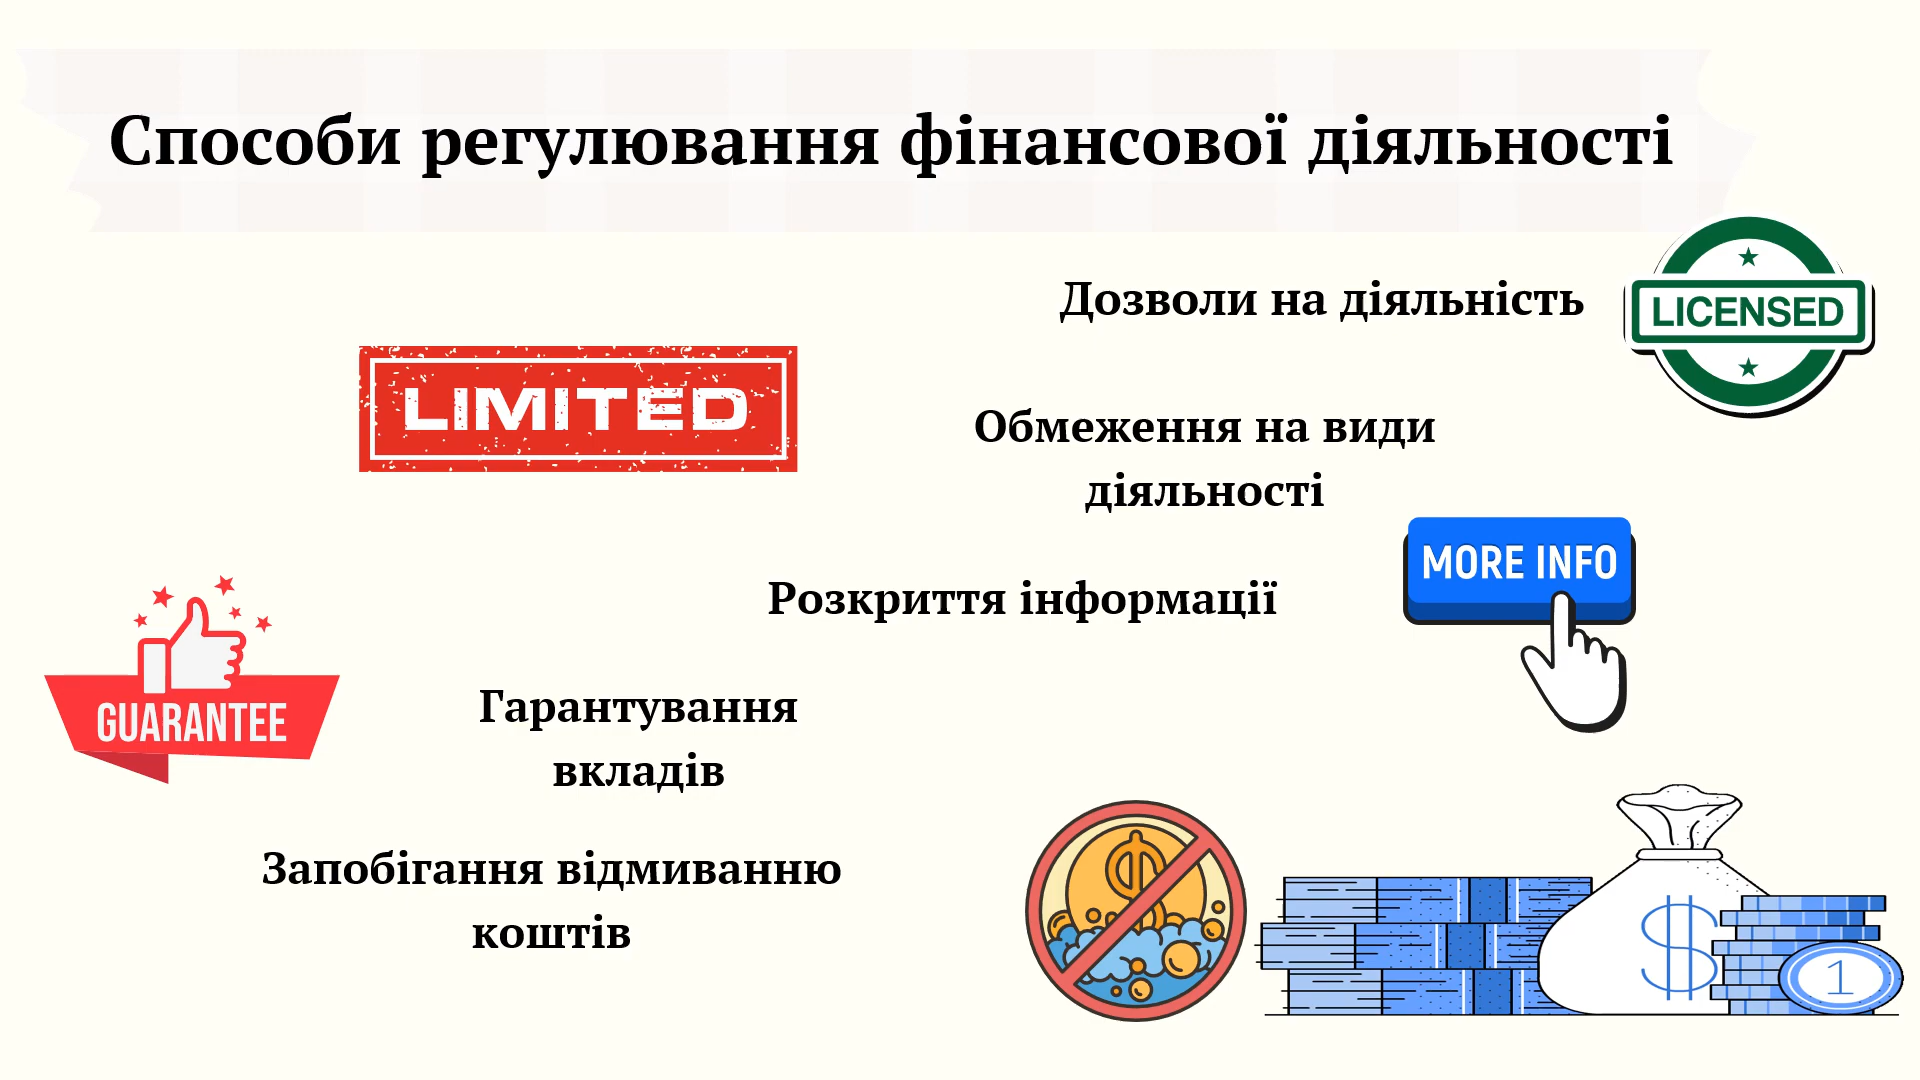 Способи регулювання фінансової діяльності
Дозволи на діяльність
LICENSED
LIMITED
Обмеження на види
діяльності
MORE INFO
Розкриття інформації
GUARANTEE
Гарантування
вкладів
Запобігання відмиванню
коштів
$
1